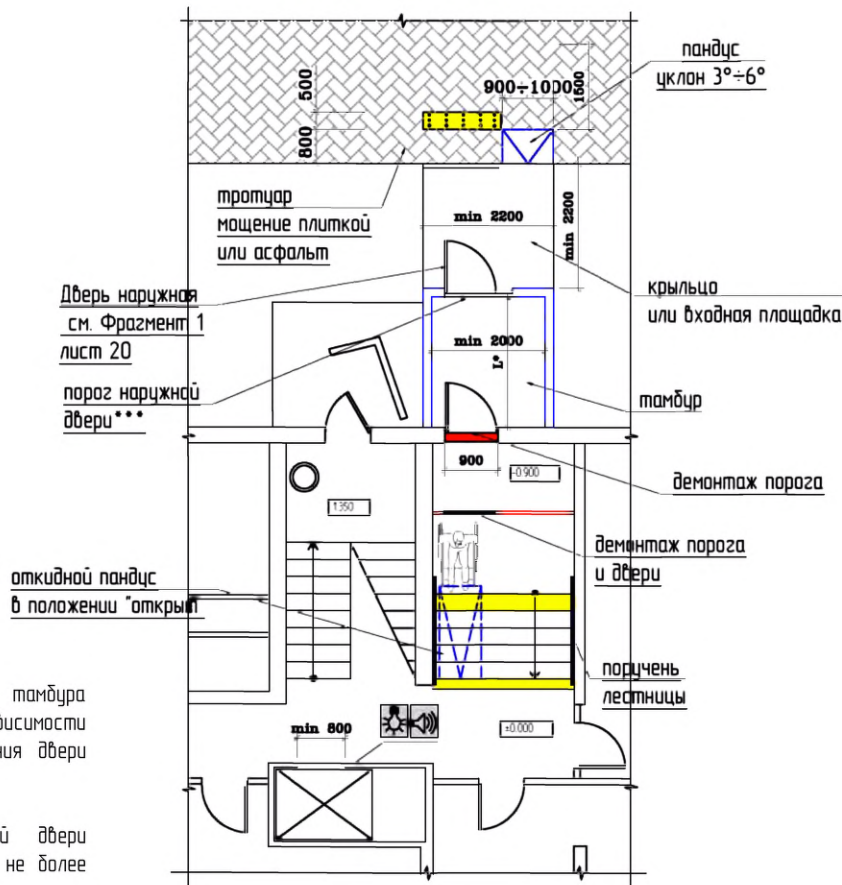 пандус
уклон 3°÷6°
900÷1000
1500
500
800
тротуар
мощение плиткой
или асфальт
min 2200
min 2200
Дверь наружная
см. Фрагмент 1
лист 20
крыльцо
или входная площадка
min 2000
L*
порог наружной
двери***
тамбур
900
-0.900
демонтаж порога
1350
демонтаж порога
и двери
откидной пандус
в положении "открыт
поручень
лестницы
тамбура
висимости
ния двери
min 800
±0.000
й двери
не более